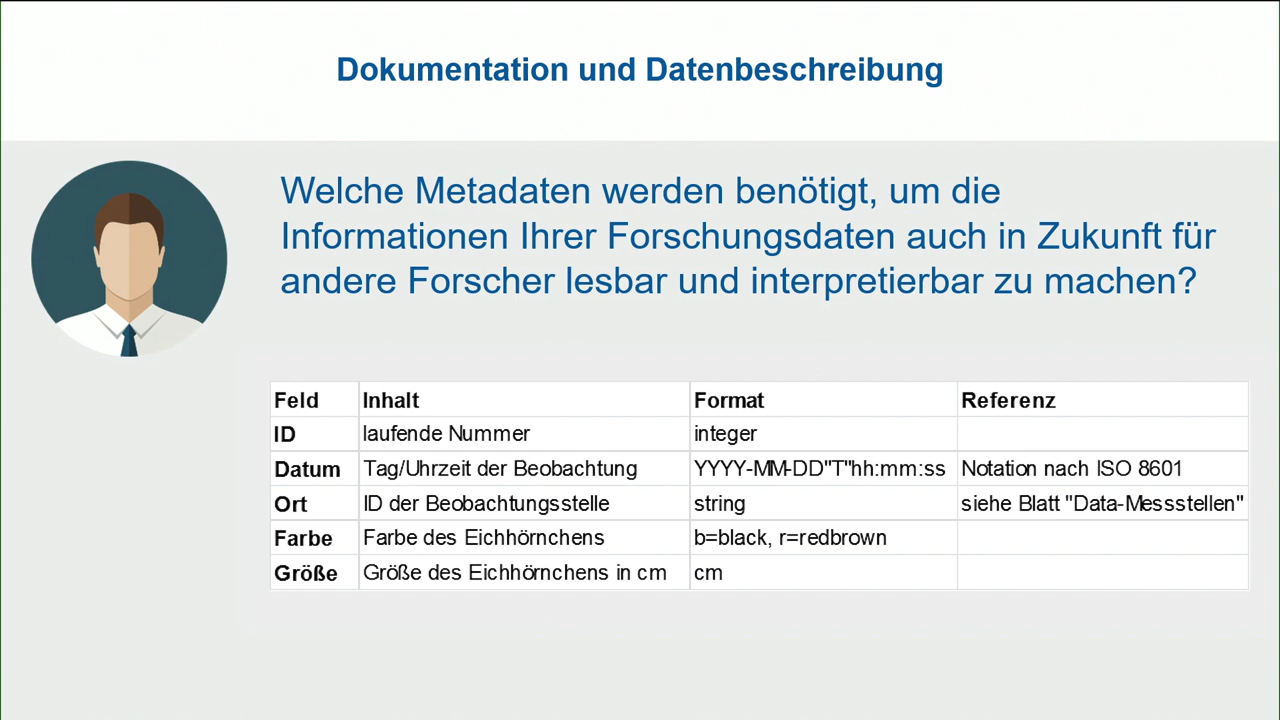 Dokumentation und Datenbeschreibung
Welche Metadaten werden benötigt, um die
Informationen Ihrer Forschungsdaten auch in Zukunft für
andere Forscher lesbar und interpretierbar zu machen?
Feld Inhalt Format Referenz
ID laufende Nummer integer
Datum Tag/Uhrzeit der Beobachtung YYYY-MM-DD"T"hh:mm:ss Notation nach ISO 8601
Ort ID der Beobachtungsstelle string siehe Blatt "Data-Messstellen"
Farbe Farbe des Eichhörnchens b=black, r=redbrown
Größe Größe des Eichhörnchens in cm cm